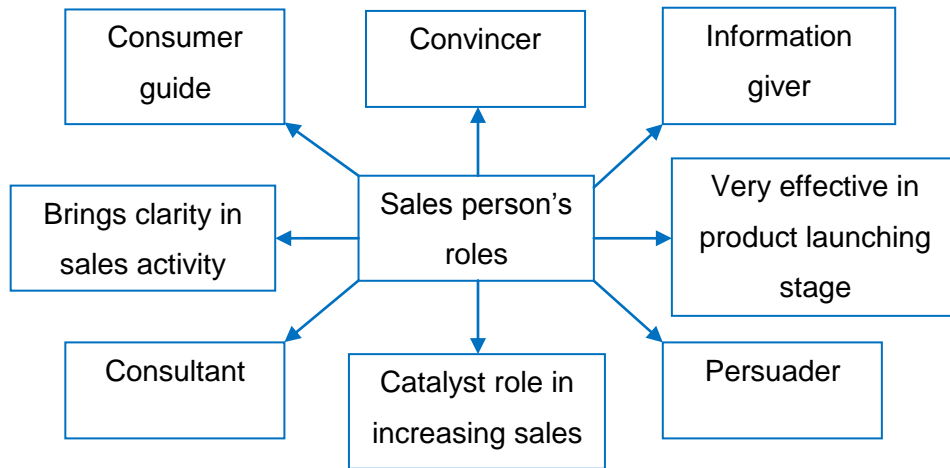 Consumer
guide
Convincer
Information
giver
Brings clarity in
sales activity
Sales person’s
roles
Very effective in
product launching
stage
Consultant
Catalyst role in
increasing sales
Persuader